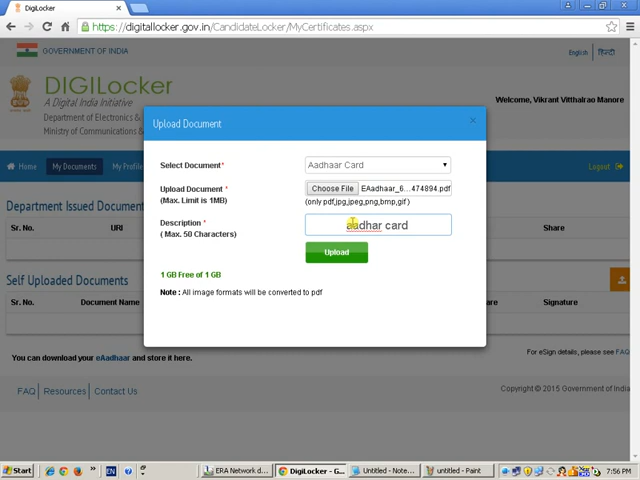 DigiLocker
https://digitallocker.gov.in/CandidateLocker/MyCertificates.aspx
GOVERNMENT OF INDIA
English हिन्दी
DIGILocker
A Digital India Initiative
Department of Electronics &
Ministry of Communications &
Welcome, Vikrant Vitthalrao Manore
Home My Documents My Profile Logout
Upload Document
Select Document* Aadhaar Card
Upload Document * Choose File EAadhaar_6...474894.pdf
(Max. Limit is 1MB) (only pdf,jpg,jpeg,png,bmp,gif )
Description * aadhar card
( Max. 50 Characters)
Upload
1 GB Free of 1 GB
Note : All image formats will be converted to pdf
Department Issued Docume
Sr. No. URI Share
Self Uploaded Documents
Sr. No. Document Name Signature
You can download your eAadhaar and store it here.
For eSign details, please see FAQ
FAQ Resources Contact Us
Copyright © 2015 Government of India
Start EN ERA Network d... DigiLocker - G... Untitled - Note... untitled - Paint 7:56 PM